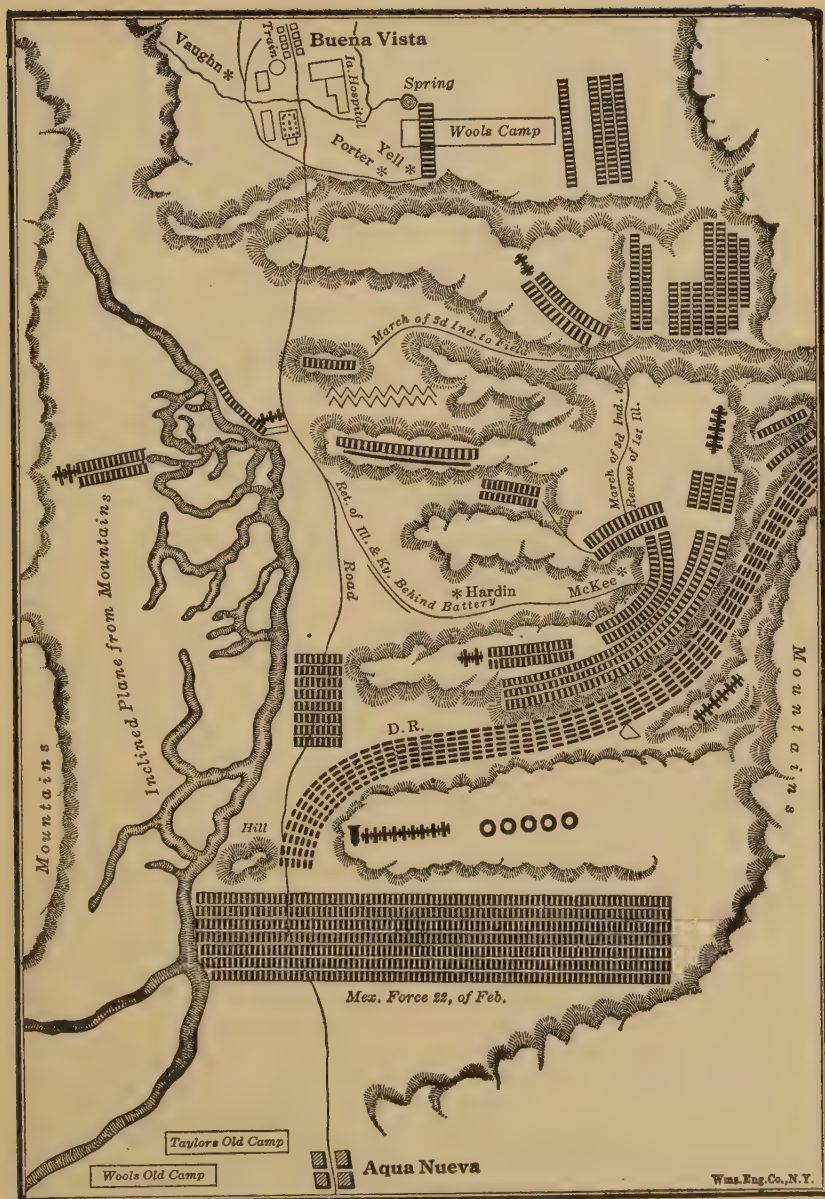 Buena Vista
Vaughn *
Train
Ia. Hospital
Spring
Wools Camp
Yell *
Porter *
March of 3d Ind. to Field
March of 3d Ind. to
Rescue of 1st Ill.
Ret. of Ill. & Ky. Behind Battery
Road
* Hardin
McKee *
Clay *
Inclined Plane from Mountains
Mountains
Mountains
D.R.
Hill
Mex. Force 22, of Feb.
Taylors Old Camp
Wools Old Camp
Aqua Nueva
Wms. Eng. Co., N.Y.